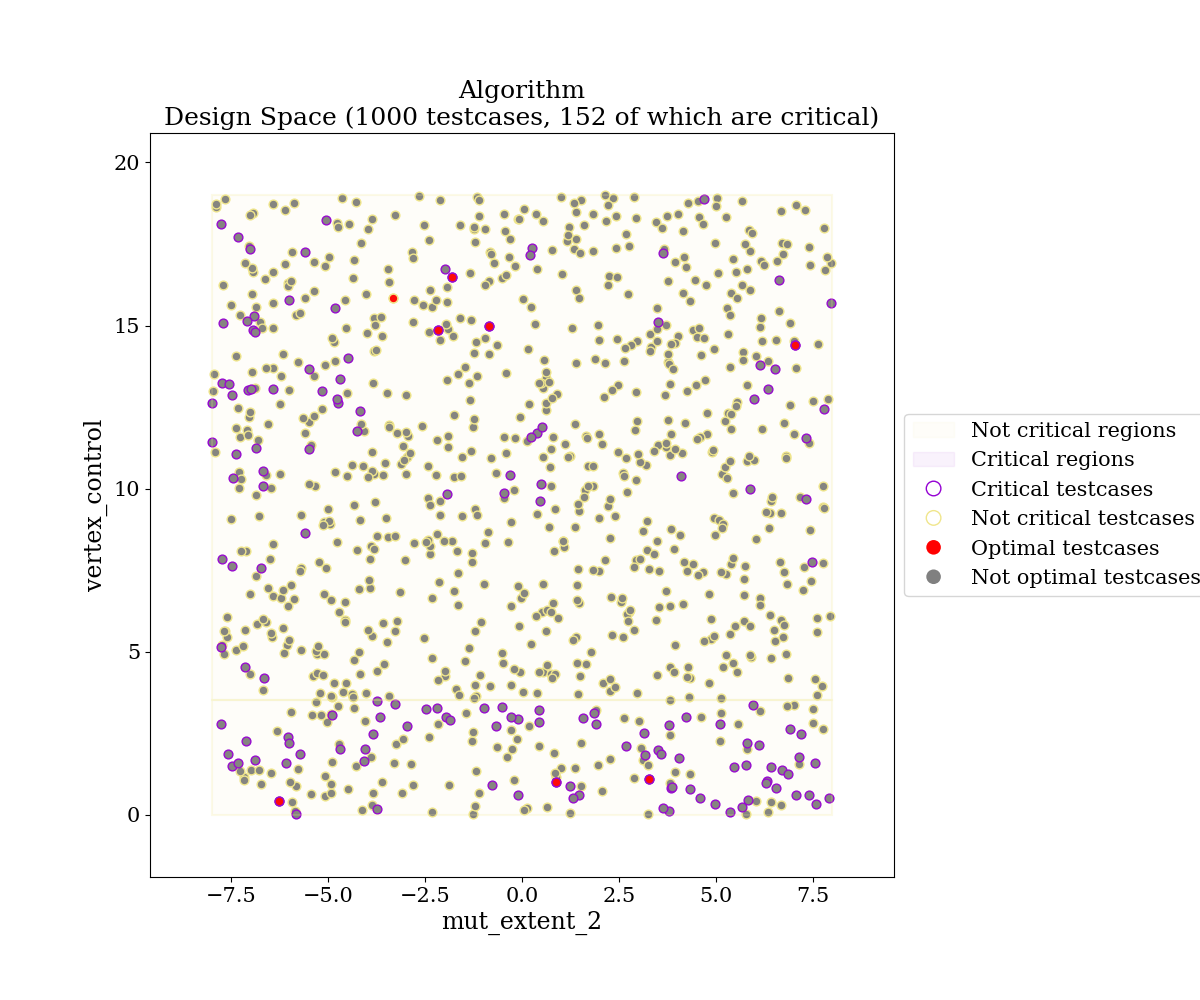 Algorithm
Design Space (1000 testcases, 152 of which are critical)
20
15
10
5
0
vertex_control
−7.5 −5.0 −2.5 0.0 2.5 5.0 7.5
mut_extent_2
Not critical regions
Critical regions
Critical testcases
Not critical testcases
Optimal testcases
Not optimal testcases